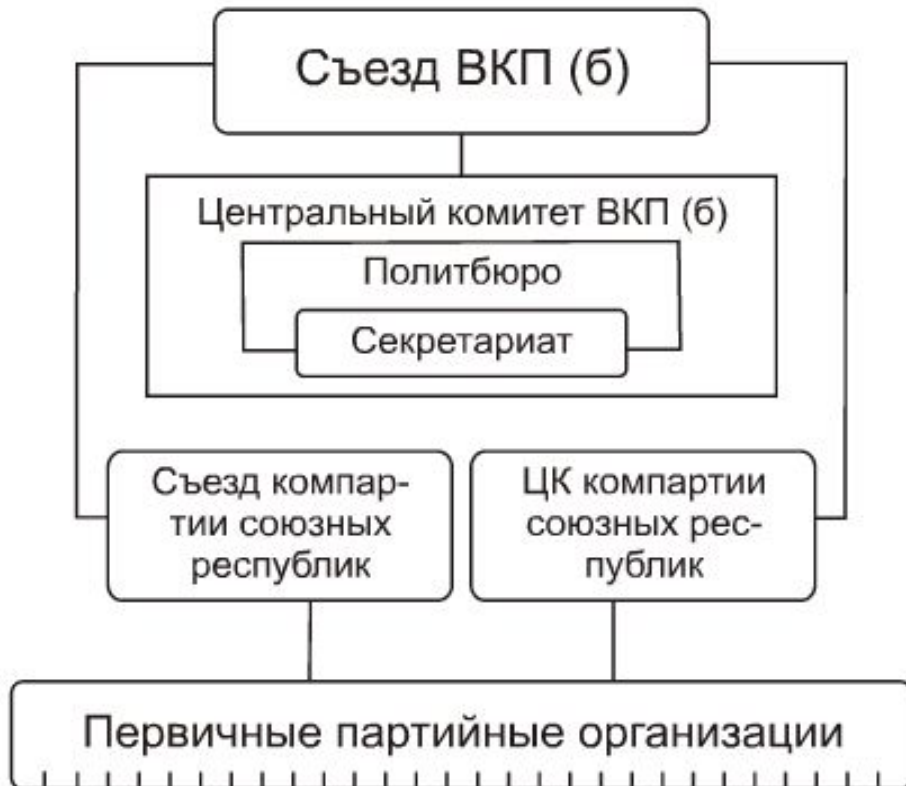 Съезд ВКП (б)
Центральный комитет ВКП (б)
Политбюро
Секретариат
Съезд компар-
тии союзных
республик
ЦК компартии
союзных рес-
публик
Первичные партийные организации